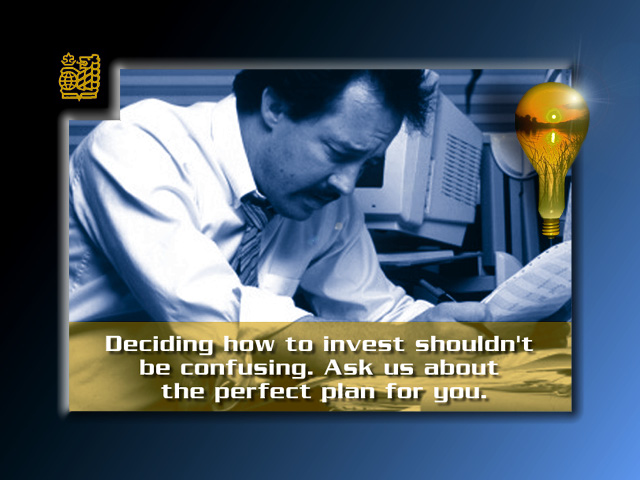 Deciding how to invest shouldn't
be confusing. Ask us about
the perfect plan for you.